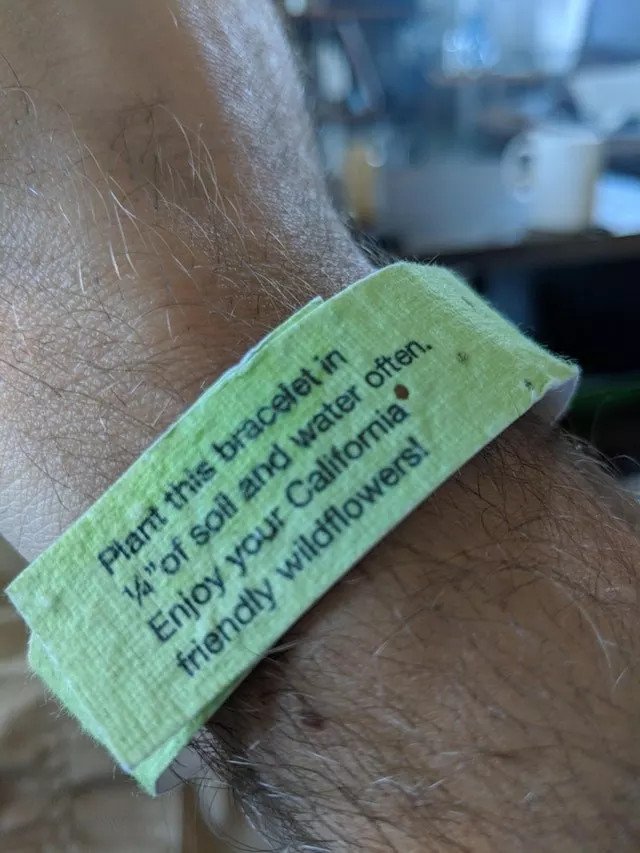 Plant this bracelet in
¼" of soil and water often.
Enjoy your California
friendly wildflowers!